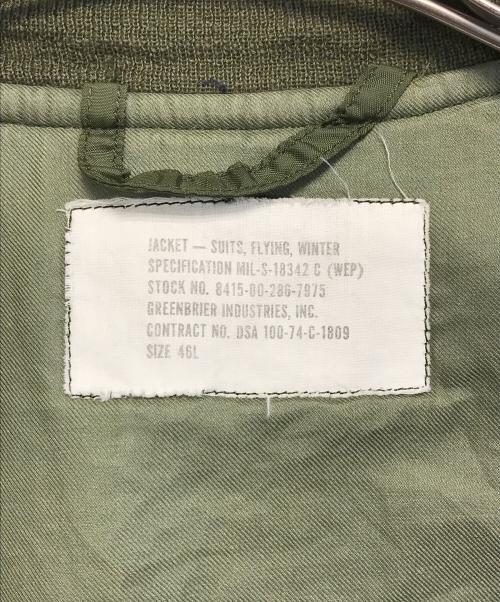 JACKET — SUITS, FLYING, WINTER
SPECIFICATION MIL-S-18342 C (WEP)
STOCK NO. 8415-00-286-7975
GREENBRIER INDUSTRIES, INC.
CONTRACT NO. DSA 100-74-C-1809
SIZE 46L